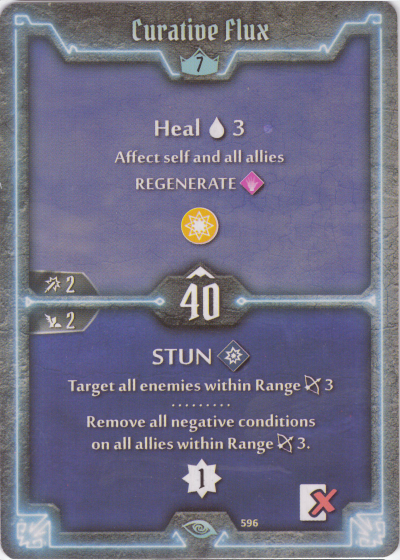 Curative Flux
7
Heal 3
Affect self and all allies
REGENERATE
2
40
2
STUN
Target all enemies within Range 3
Remove all negative conditions
on all allies within Range 3.
1
596